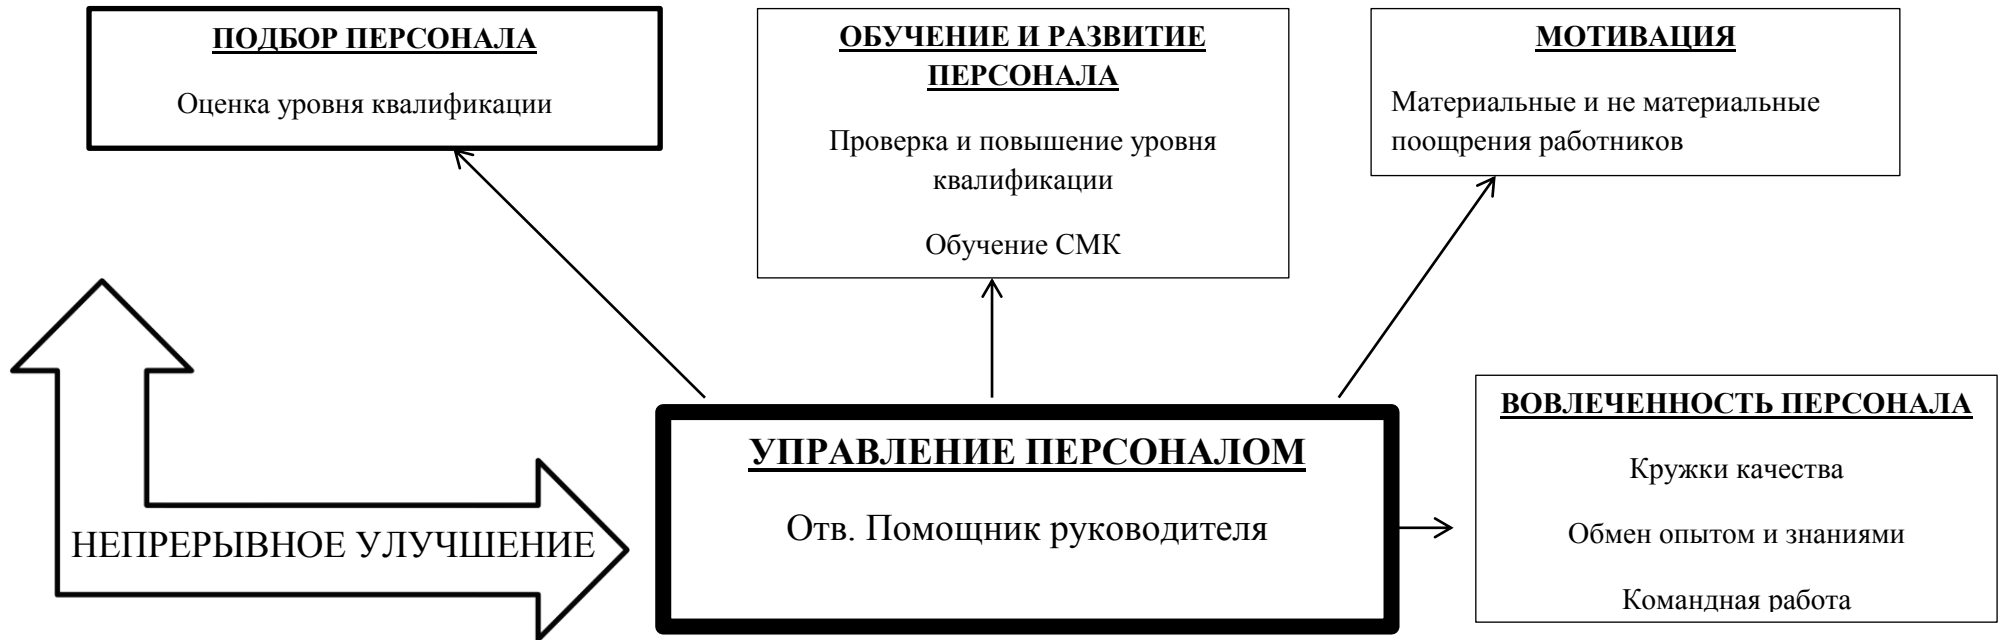 ПОДБОР ПЕРСОНАЛА
Оценка уровня квалификации
ОБУЧЕНИЕ И РАЗВИТИЕ
ПЕРСОНАЛА
Проверка и повышение уровня
квалификации
Обучение СМК
МОТИВАЦИЯ
Материальные и не материальные
поощрения работников
НЕПРЕРЫВНОЕ УЛУЧШЕНИЕ
УПРАВЛЕНИЕ ПЕРСОНАЛОМ
Отв. Помощник руководителя
ВОВЛЕЧЕННОСТЬ ПЕРСОНАЛА
Кружки качества
Обмен опытом и знаниями
Командная работа